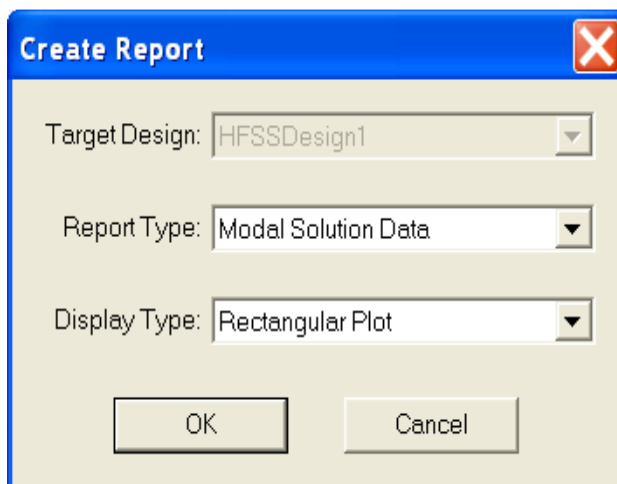 Create Report
Target Design: HFSSDesign1
Report Type: Modal Solution Data
Display Type: Rectangular Plot
OK Cancel